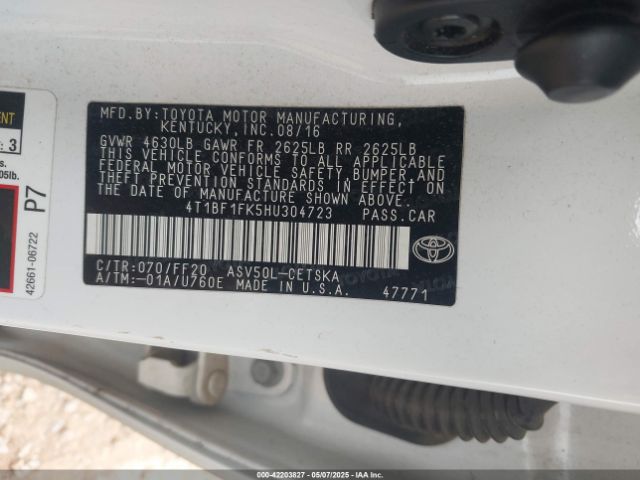 MFD. BY: TOYOTA MOTOR MANUFACTURING,
KENTUCKY, INC. 08/16
GVWR 4630LB GAWR FR 2625LB RR 2625LB
THIS VEHICLE CONFORMS TO ALL APPLICABLE
FEDERAL MOTOR VEHICLE SAFETY, BUMPER, AND
THEFT PREVENTION STANDARDS IN EFFECT ON
THE DATE OF MANUFACTURE SHOWN ABOVE.
4T1BF1FK5HU304723 PASS. CAR
C/TR: 070/FF20 ASV50L-CETSKA
A/TM: -01A/U760E MADE IN U.S.A. 47771
TOYOTA
3
05lb.
P7
42661-06722
000-42203827 - 05/07/2025 - IAA Inc.